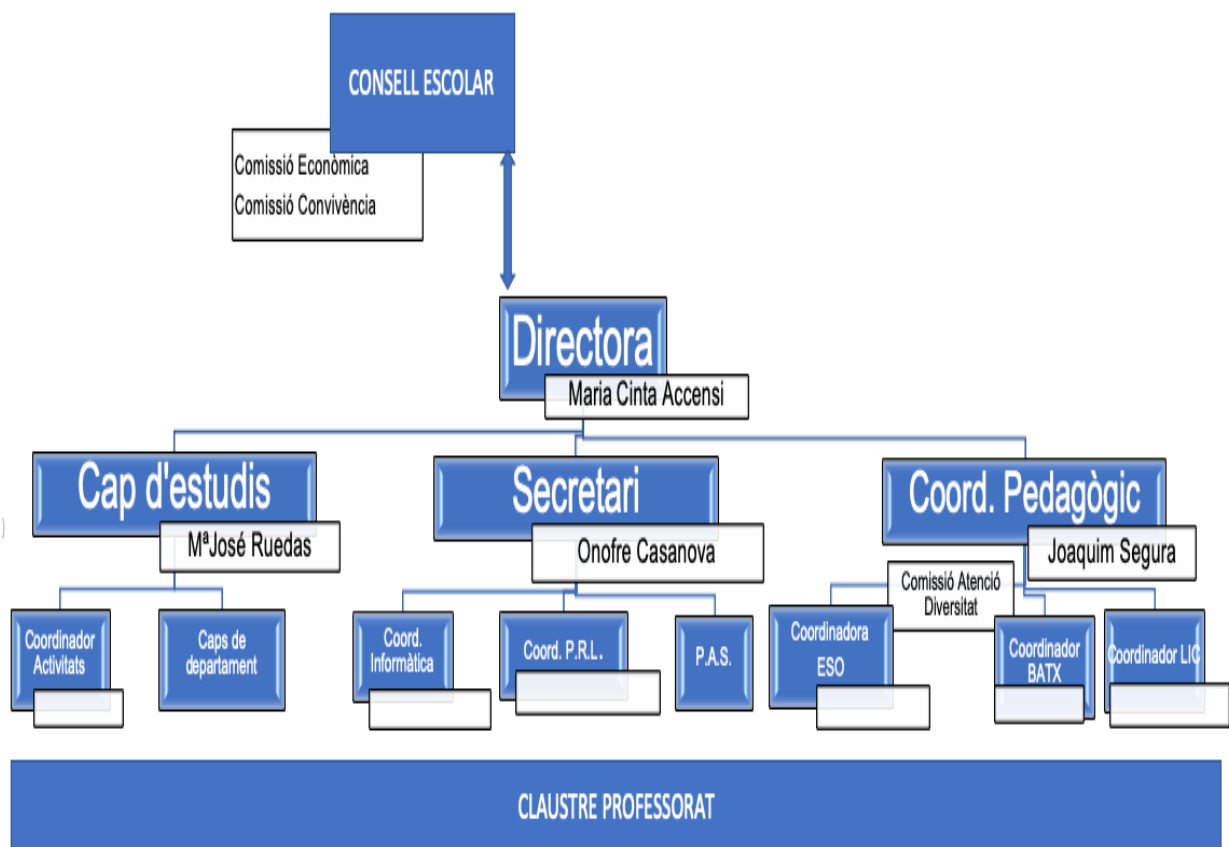 CONSELL ESCOLAR
Comissió Econòmica
Comissió Convivència
Directora
Maria Cinta Accensi
Cap d'estudis
MªJosé Ruedas
Secretari
Onofre Casanova
Coord. Pedagògic
Joaquim Segura
Comissió Atenció
Diversitat
Coordinador
Activitats
Caps de
departament
Coord.
Informàtica
Coord. P.R.L.
P.A.S.
Coordinadora
ESO
Coordinador
BATX
Coordinador LIC
CLAUSTRE PROFESSORAT